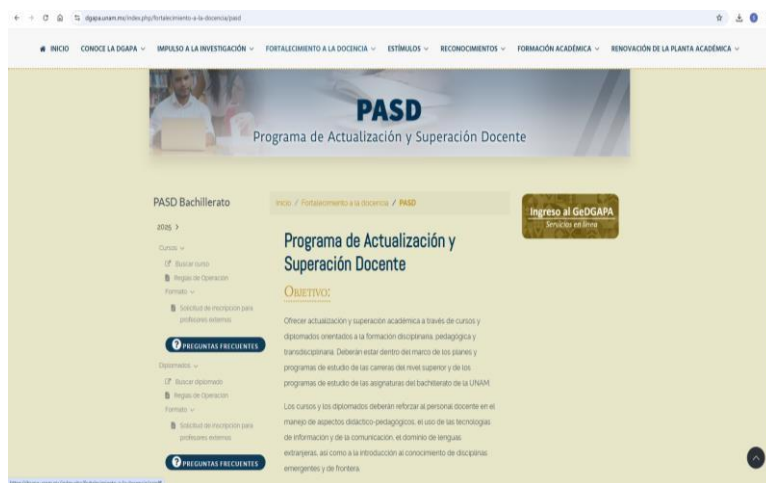 dgapa.unam.mx/index.php/fortalecimiento-a-la-docencia/pasd
INICIO CONOCE LA DGAPA IMPULSO A LA INVESTIGACIÓN FORTALECIMIENTO A LA DOCENCIA ESTÍMULOS RECONOCIMIENTOS FORMACIÓN ACADÉMICA RENOVACIÓN DE LA PLANTA ACADÉMICA
PASD
Programa de Actualización y Superación Docente
PASD Bachillerato
2025
Cursos
Buscar curso
Reglas de Operación
Formato
Solicitud de inscripción para
profesores externos
PREGUNTAS FRECUENTES
Diplomados
Buscar diplomado
Reglas de Operación
Formato
Solicitud de inscripción para
profesores externos
PREGUNTAS FRECUENTES
Inicio / Fortalecimiento a la docencia / PASD
Programa de Actualización y
Superación Docente
OBJETIVO:
Ofrecer actualización y superación académica a través de cursos y
diplomados orientados a la formación disciplinaria, pedagógica y
transdisciplinaria. Deberán estar dentro del marco de los planes y
programas de estudio de las carreras del nivel superior y de los
programas de estudio de las asignaturas del bachillerato de la UNAM.
Los cursos y los diplomados deberán reforzar al personal docente en el
manejo de aspectos didáctico-pedagógicos, el uso de las tecnologías
de información y de la comunicación, el dominio de lenguas
extranjeras, así como a la introducción al conocimiento de disciplinas
emergentes y de frontera.
Ingreso al GeDGAPA
Servicios en línea